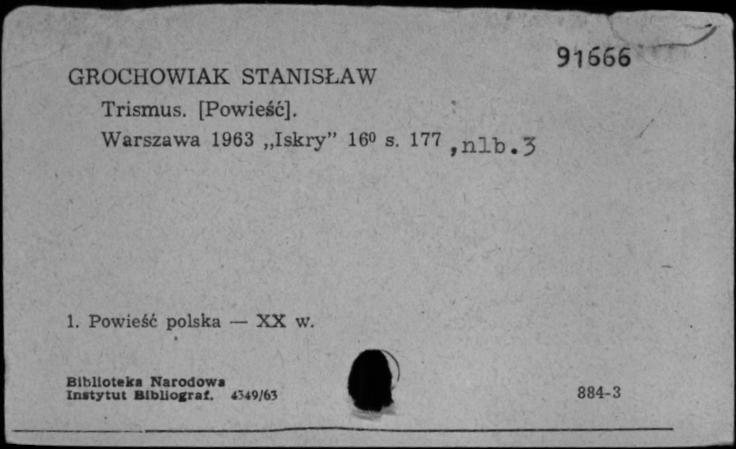 91666
GROCHOWIAK STANISŁAW
Trismus. [Powieść].
Warszawa 1963 „Iskry” 16⁰ s. 177 ,nlb.3
1. Powieść polska — XX w.
Biblioteka Narodowa
Instytut Bibliograf. 4349/63
884-3